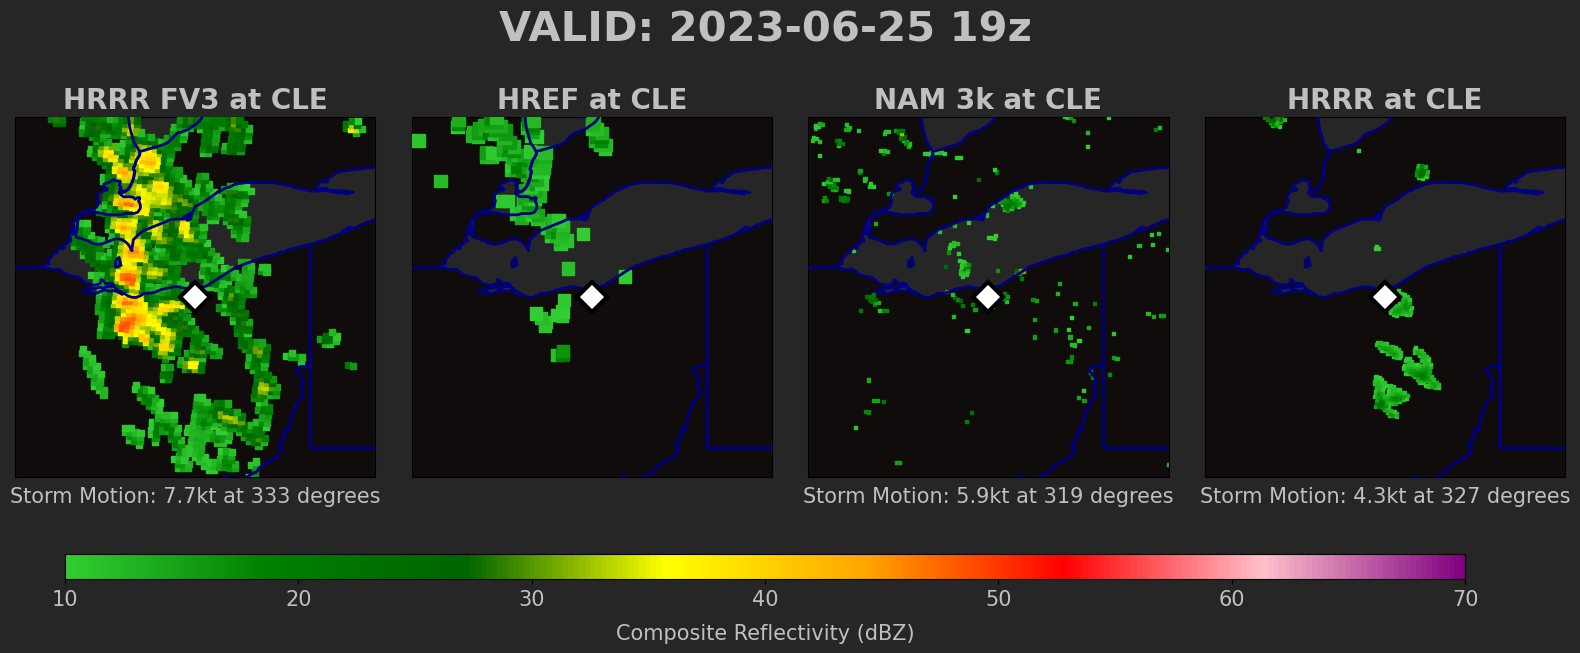 VALID: 2023-06-25 19z
HRRR FV3 at CLE
HREF at CLE
NAM 3k at CLE
HRRR at CLE
Storm Motion: 7.7kt at 333 degrees
Storm Motion: 5.9kt at 319 degrees
Storm Motion: 4.3kt at 327 degrees
10 20 30 40 50 60 70
Composite Reflectivity (dBZ)